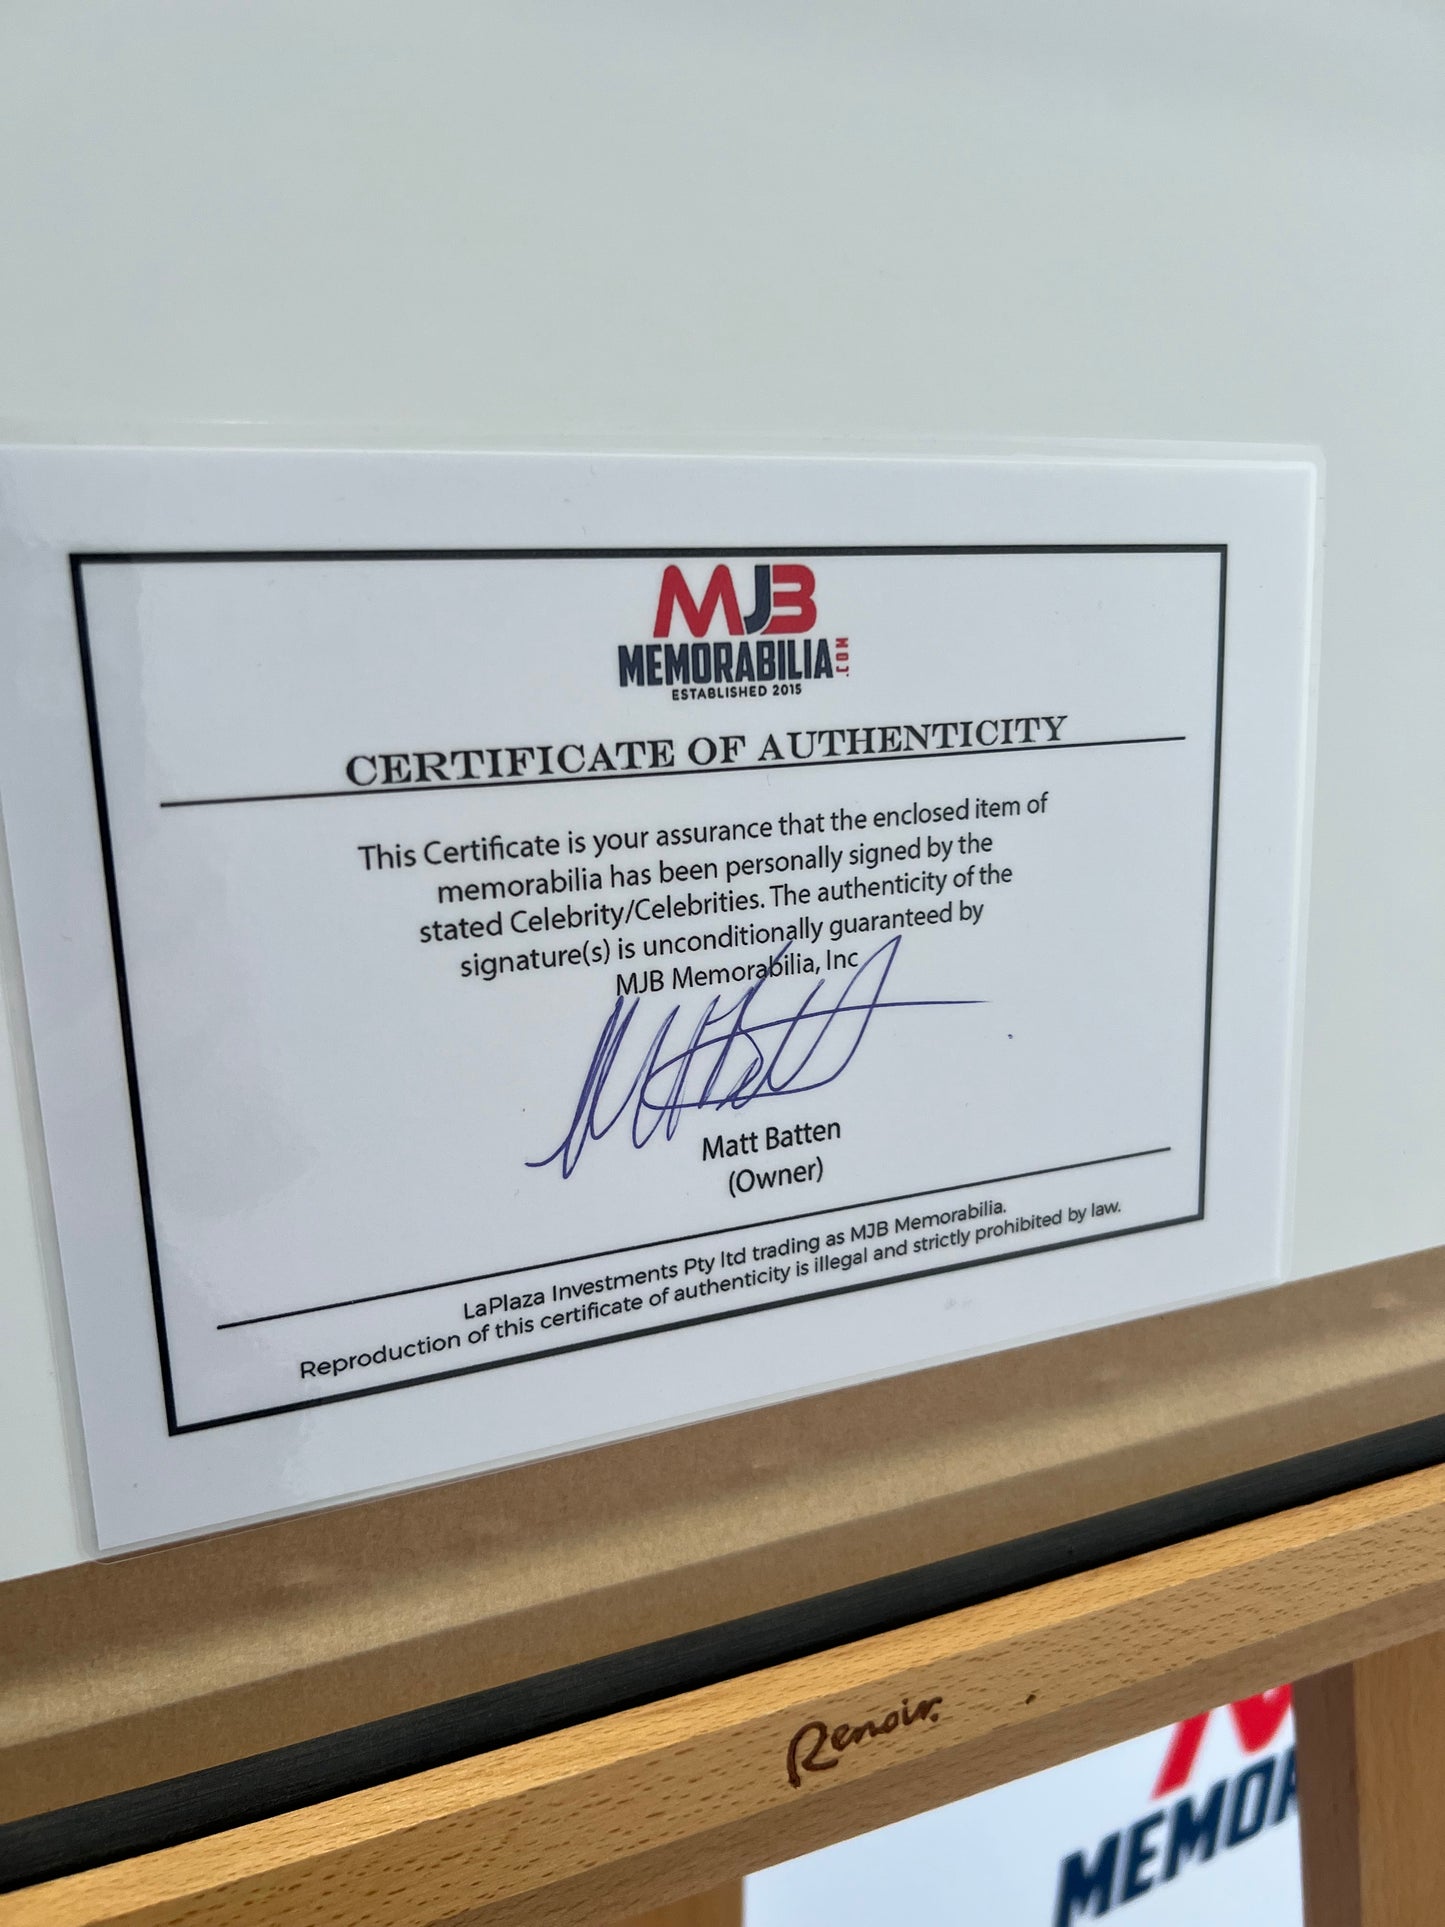 MJB
MEMORABILIA.COM
ESTABLISHED 2015
CERTIFICATE OF AUTHENTICITY
This Certificate is your assurance that the enclosed item of
memorabilia has been personally signed by the
stated Celebrity/Celebrities. The authenticity of the
signature(s) is unconditionally guaranteed by
MJB Memorabilia, Inc
Matt Batten
(Owner)
LaPlaza Investments Pty ltd trading as MJB Memorabilia.
Reproduction of this certificate of authenticity is illegal and strictly prohibited by law.
Renoir.
MEMOR